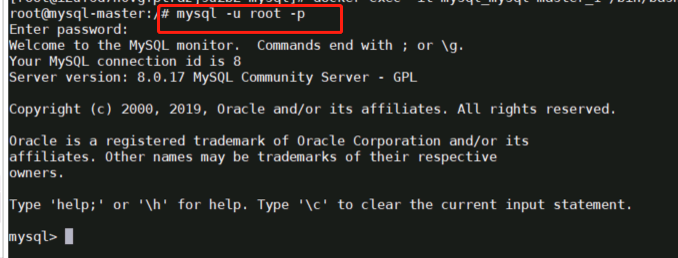 root@mysql-master:/# mysql -u root -p
Enter password:
Welcome to the MySQL monitor.  Commands end with ; or \g.
Your MySQL connection id is 8
Server version: 8.0.17 MySQL Community Server - GPL
Copyright (c) 2000, 2019, Oracle and/or its affiliates. All rights reserved.
Oracle is a registered trademark of Oracle Corporation and/or its
affiliates. Other names may be trademarks of their respective
owners.
Type 'help;' or '\h' for help. Type '\c' to clear the current input statement.
mysql>